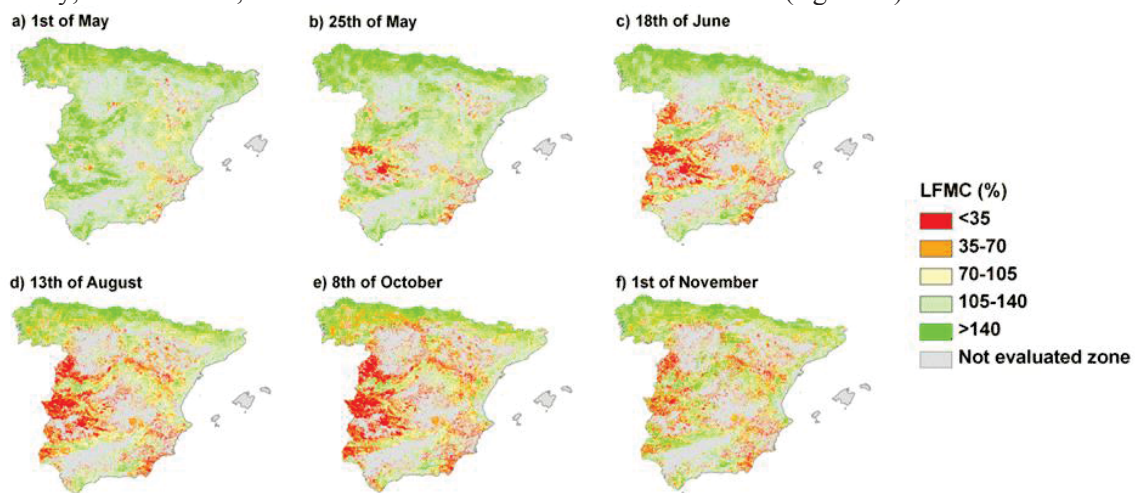 a) 1st of May
b) 25th of May
c) 18th of June
LFMC (%)
<35
35-70
70-105
105-140
>140
Not evaluated zone
d) 13th of August
e) 8th of October
f) 1st of November